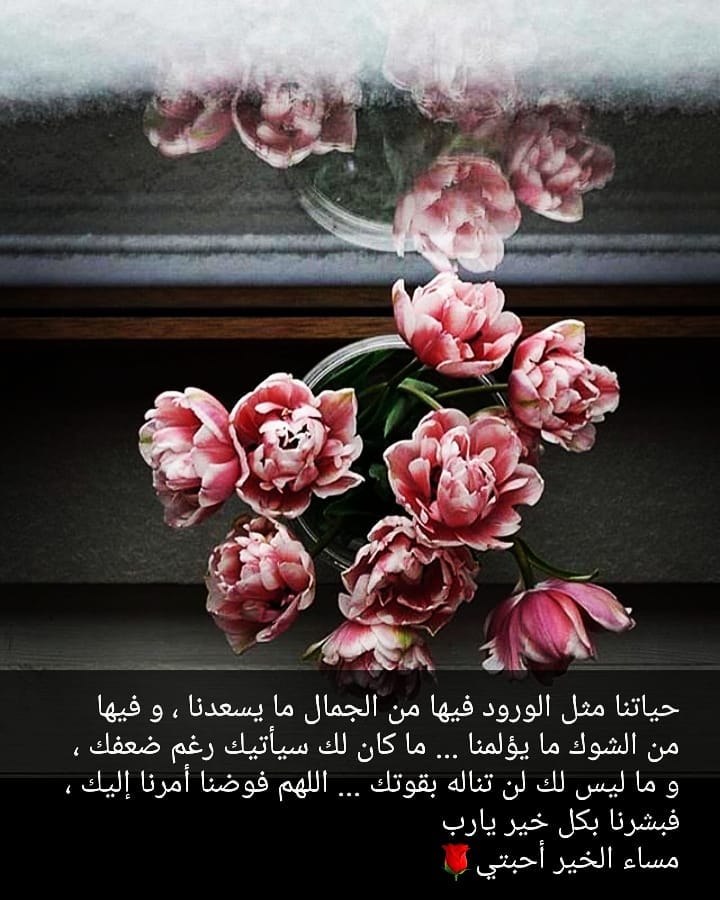 حياتنا مثل الورود فيها من الجمال ما يسعدنا ، و فيها
من الشوك ما يؤلمنا ... ما كان لك سيأتيك رغم ضعفك ،
و ما ليس لك لن تناله بقوتك ... اللهم فوضنا أمرنا إليك ،
فبشرنا بكل خير يارب
مساء الخير أحبتي🌹